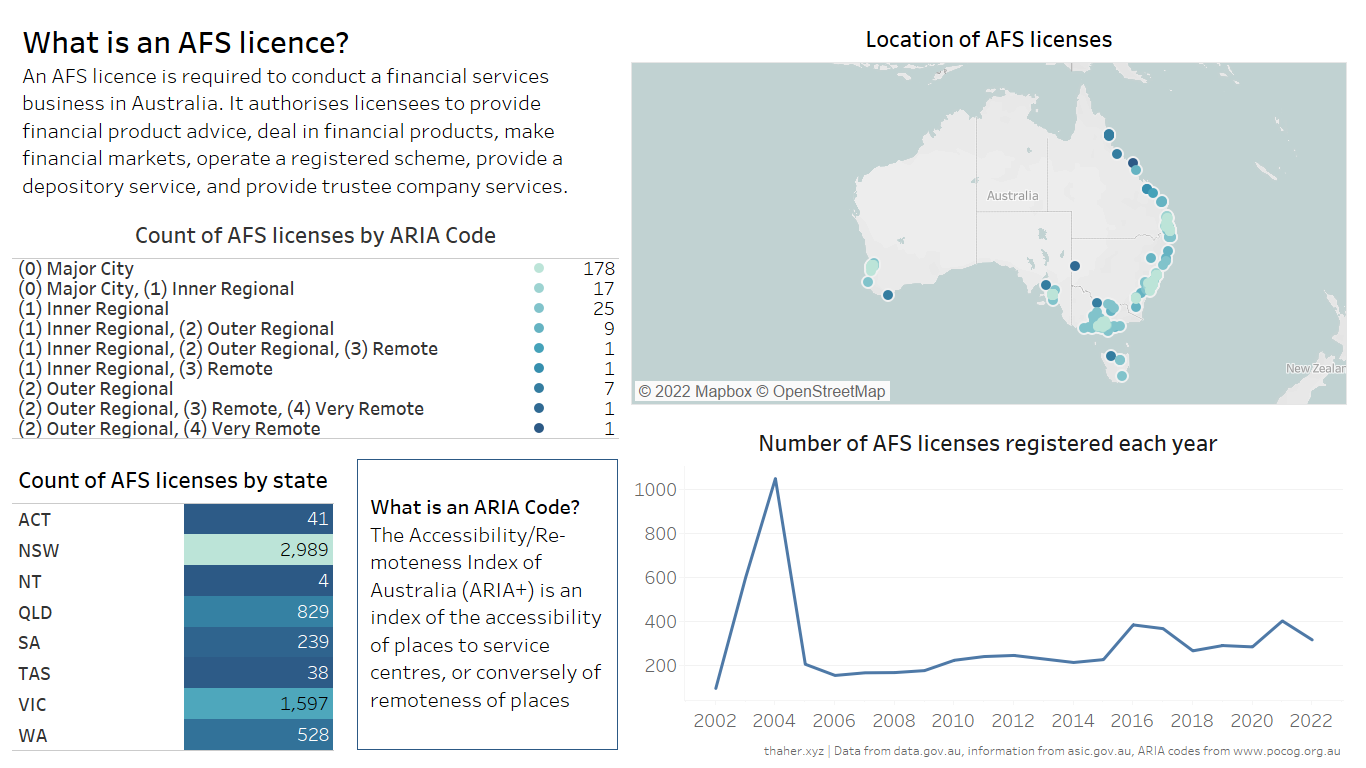 What is an AFS licence?
An AFS licence is required to conduct a financial services
business in Australia. It authorises licensees to provide
financial product advice, deal in financial products, make
financial markets, operate a registered scheme, provide a
depository service, and provide trustee company services.
Count of AFS licenses by ARIA Code
(0) Major City 178
(0) Major City, (1) Inner Regional 17
(1) Inner Regional 25
(1) Inner Regional, (2) Outer Regional 9
(1) Inner Regional, (2) Outer Regional, (3) Remote 1
(1) Inner Regional, (3) Remote 1
(2) Outer Regional 7
(2) Outer Regional, (3) Remote, (4) Very Remote 1
(2) Outer Regional, (4) Very Remote 1
Count of AFS licenses by state
ACT 41
NSW 2,989
NT 4
QLD 829
SA 239
TAS 38
VIC 1,597
WA 528
What is an ARIA Code?
The Accessibility/Re-
moteness Index of
Australia (ARIA+) is an
index of the accessibility
of places to service
centres, or conversely of
remoteness of places
Location of AFS licenses
Australia
New Zealar
© 2022 Mapbox © OpenStreetMap
Number of AFS licenses registered each year
1000
800
600
400
200
2002 2004 2006 2008 2010 2012 2014 2016 2018 2020 2022
thaher.xyz | Data from data.gov.au, information from asic.gov.au, ARIA codes from www.pocog.org.au